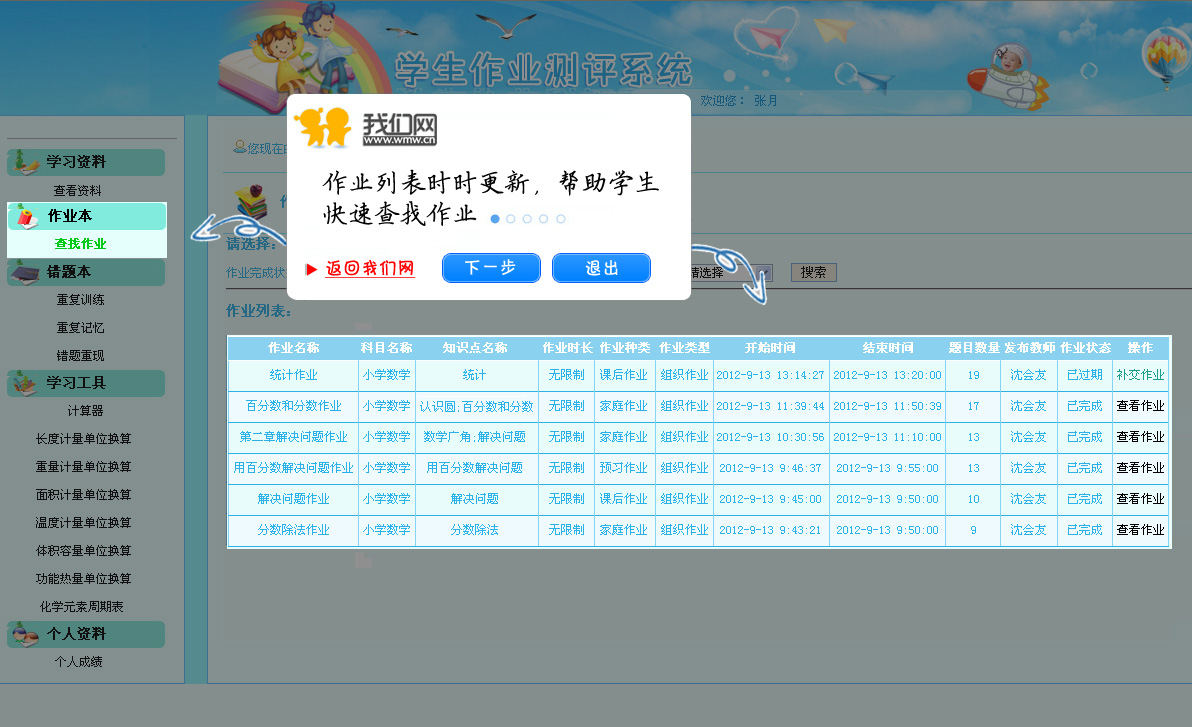 学生作业测评系统
欢迎您： 张月
我们网
www.wmw.cn
作业列表时时更新，帮助学生
快速查找作业
返回我们网 下一步 退出
学习资料
查看资料
作业本
查找作业
错题本
重复训练
重复记忆
错题重现
学习工具
计算器
长度计量单位换算
重量计量单位换算
面积计量单位换算
温度计量单位换算
体积容量单位换算
功能热量单位换算
化学元素周期表
个人资料
个人成绩
您现在
请选择：
作业完成状 请选择 搜索
作业列表：
作业名称 科目名称 知识点名称 作业时长 作业种类 作业类型 开始时间 结束时间 题目数量 发布教师 作业状态 操作
统计作业 小学数学 统计 无限制 课后作业 组织作业 2012-9-13 13:14:27 2012-9-13 13:20:00 19 沈会友 已过期 补交作业
百分数和分数作业 小学数学 认识圆;百分数和分数 无限制 家庭作业 组织作业 2012-9-13 11:39:44 2012-9-13 11:50:39 17 沈会友 已完成 查看作业
第二章解决问题作业 小学数学 数学广角;解决问题 无限制 家庭作业 组织作业 2012-9-13 10:30:56 2012-9-13 11:10:00 13 沈会友 已完成 查看作业
用百分数解决问题作业 小学数学 用百分数解决问题 无限制 预习作业 组织作业 2012-9-13 9:46:37 2012-9-13 9:55:00 13 沈会友 已完成 查看作业
解决问题作业 小学数学 解决问题 无限制 课后作业 组织作业 2012-9-13 9:45:00 2012-9-13 9:50:00 10 沈会友 已完成 查看作业
分数除法作业 小学数学 分数除法 无限制 家庭作业 组织作业 2012-9-13 9:43:21 2012-9-13 9:50:00 9 沈会友 已完成 查看作业